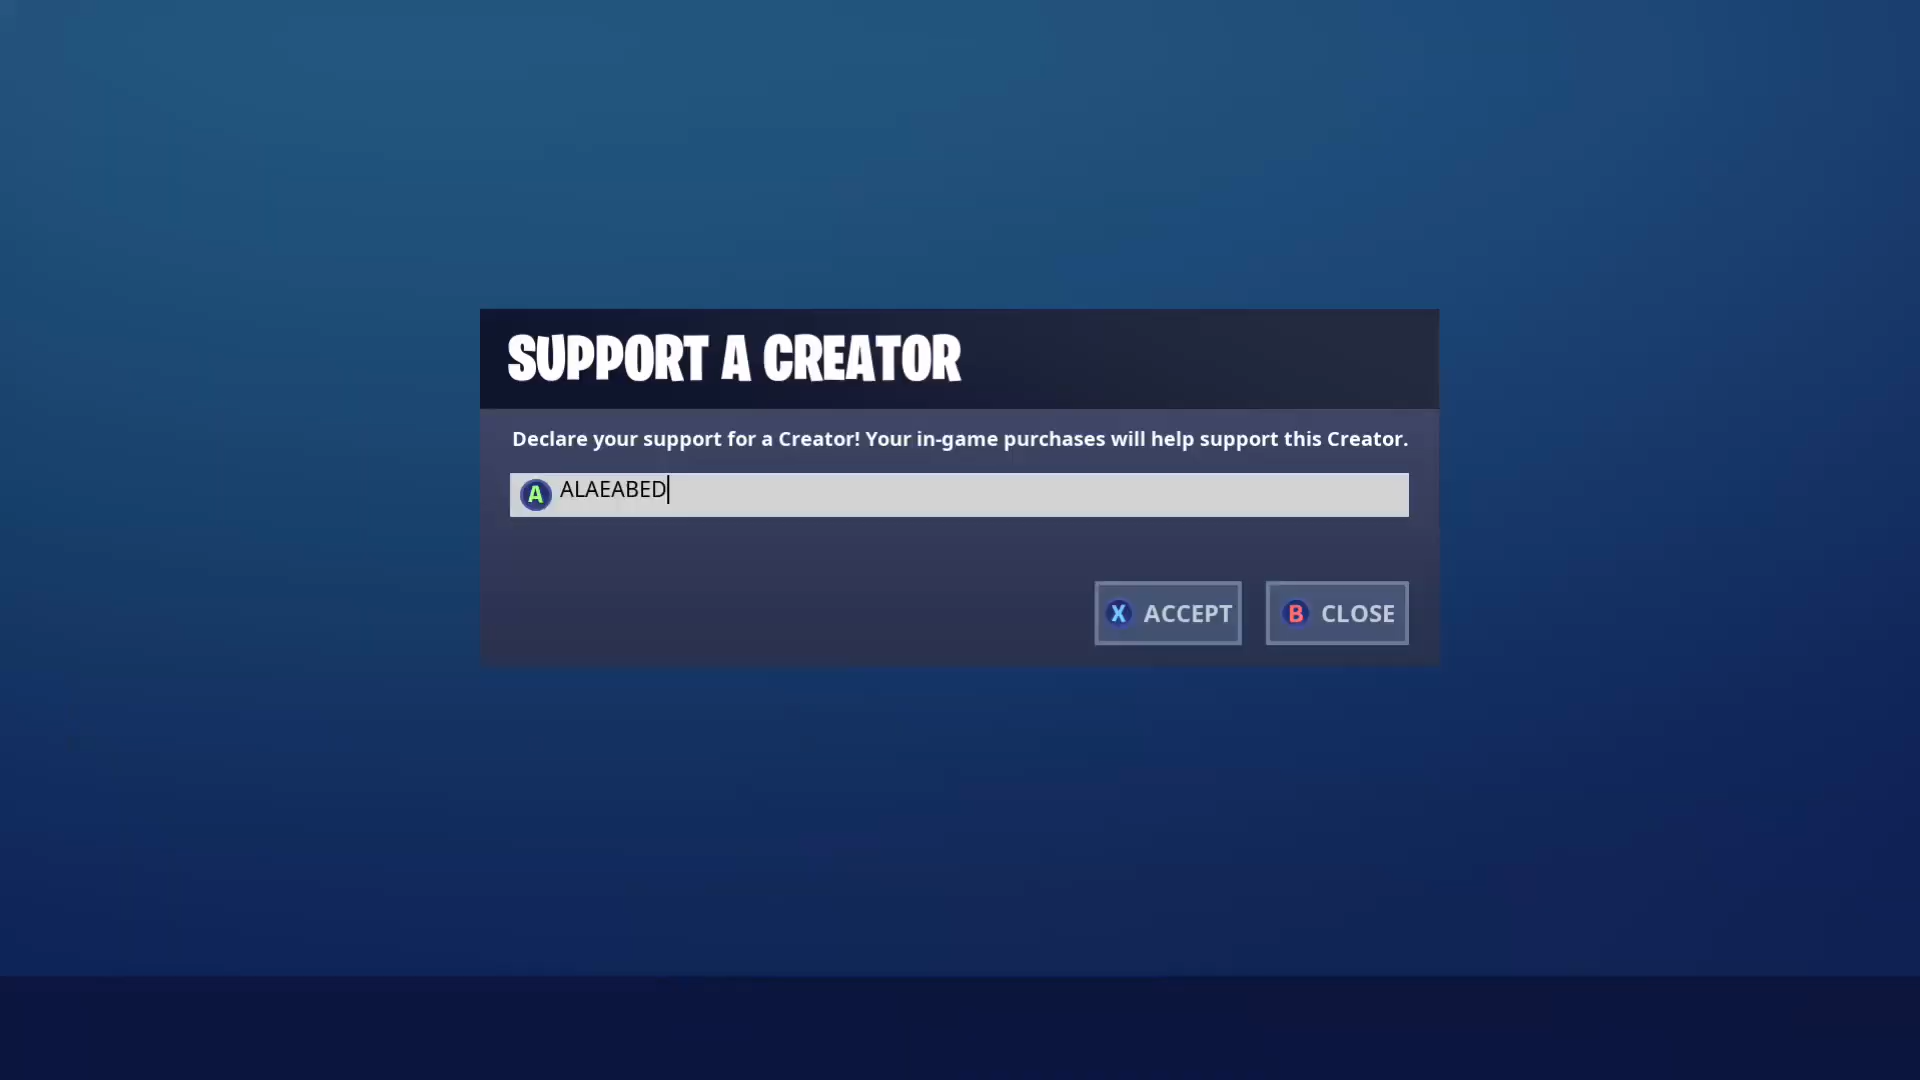 SUPPORT A CREATOR
Declare your support for a Creator! Your in-game purchases will help support this Creator.
A ALAEABED
X ACCEPT B CLOSE